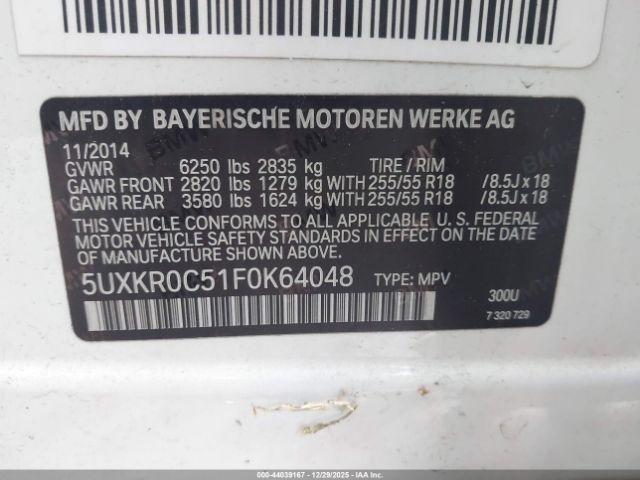 MFD BY BAYERISCHE MOTOREN WERKE AG
11/2014
GVWR 6250 lbs 2835 kg TIRE / RIM
GAWR FRONT 2820 lbs 1279 kg WITH 255/55 R18 /8.5J x 18
GAWR REAR 3580 lbs 1624 kg WITH 255/55 R18 /8.5J x 18
THIS VEHICLE CONFORMS TO ALL APPLICABLE U. S. FEDERAL
MOTOR VEHICLE SAFETY STANDARDS IN EFFECT ON THE DATE
OF MANUFACTURE SHOWN ABOVE.
5UXKR0C51F0K64048 TYPE: MPV
300U
7 320 729
000-44039167 - 12/29/2025 - IAAI.COM